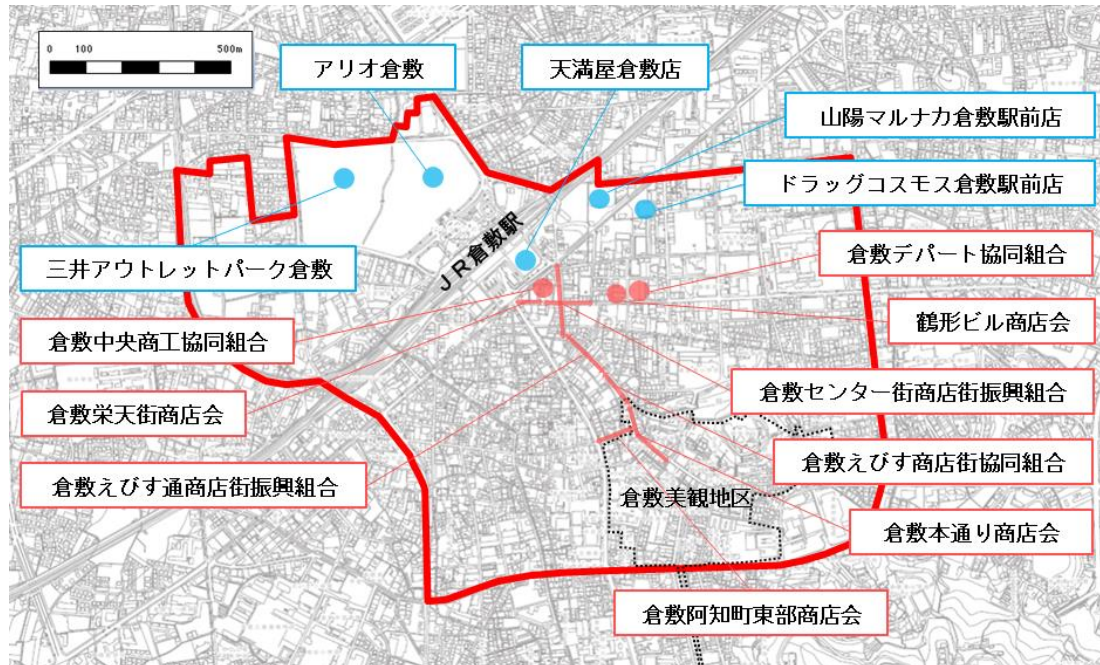 0 100 500m
アリオ倉敷
天満屋倉敷店
山陽マルナカ倉敷駅前店
ドラッグコスモス倉敷駅前店
三井アウトレットパーク倉敷
JR倉敷駅
倉敷デパート協同組合
倉敷中央商工協同組合
鶴形ビル商店会
倉敷センター街商店街振興組合
倉敷栄天街商店会
倉敷えびす商店街協同組合
倉敷えびす通商店街振興組合
倉敷美観地区
倉敷本通り商店会
倉敷阿知町東部商店会